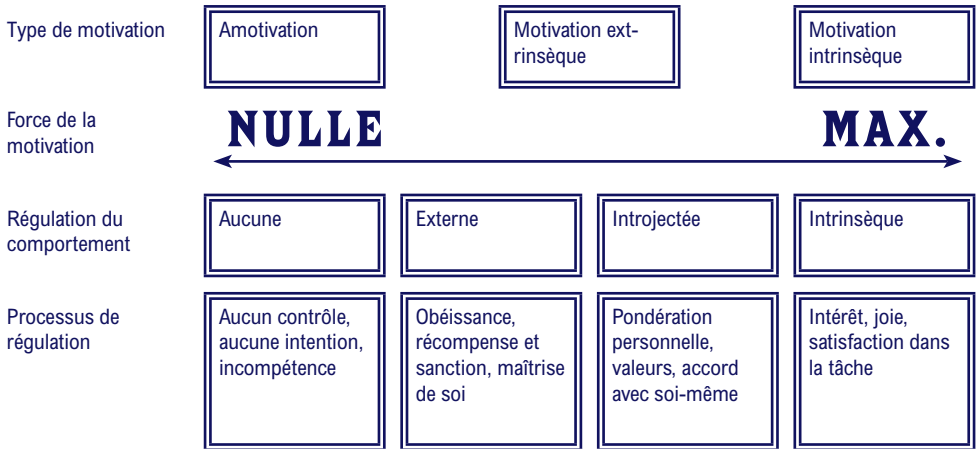 Type de motivation
Amotivation
Motivation ext-
rinsèque
Motivation
intrinsèque
Force de la
motivation
NULLE
MAX.
Régulation du
comportement
Aucune
Externe
Introjectée
Intrinsèque
Processus de
régulation
Aucun contrôle,
aucune intention,
incompétence
Obéissance,
récompense et
sanction, maîtrise
de soi
Pondération
personnelle,
valeurs, accord
avec soi-même
Intérêt, joie,
satisfaction dans
la tâche